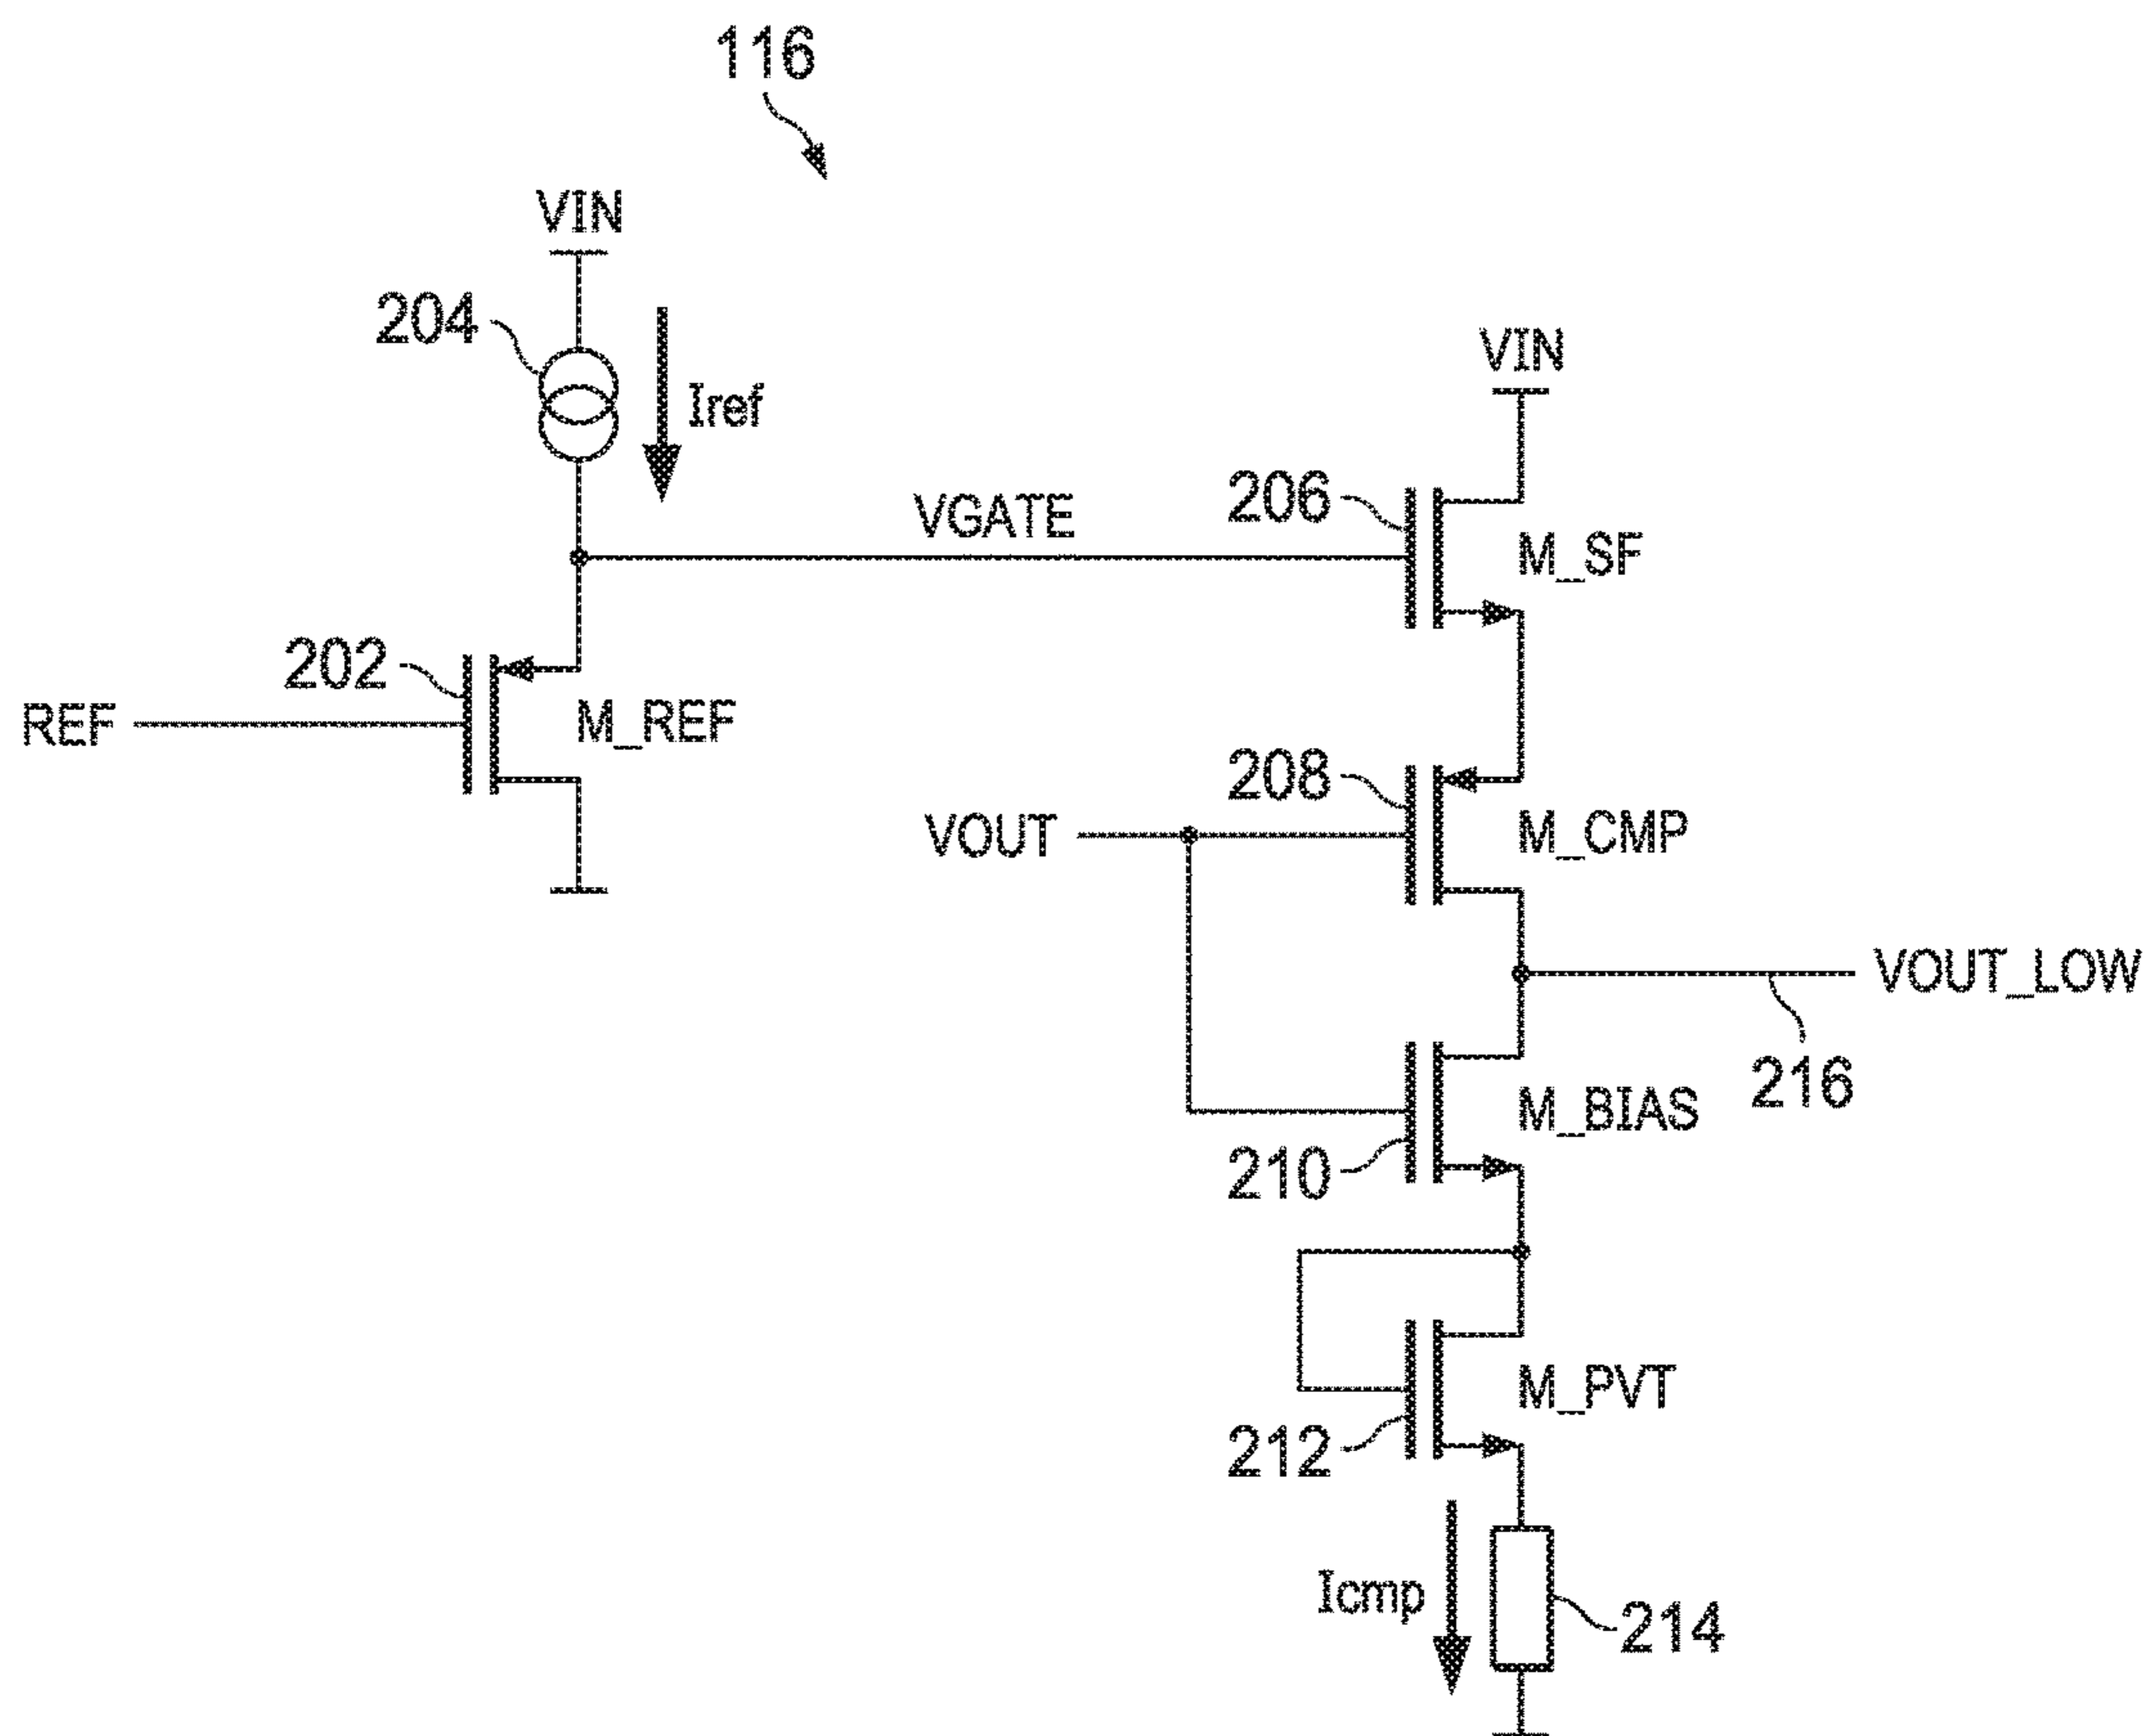 116
VIN
204
Iref
VIN
VGATE
206
M_SF
202
REF
M_REF
208
VOUT
M_CMP
VOUT_LOW
216
M_BIAS
210
M_PVT
212
Icmp
214